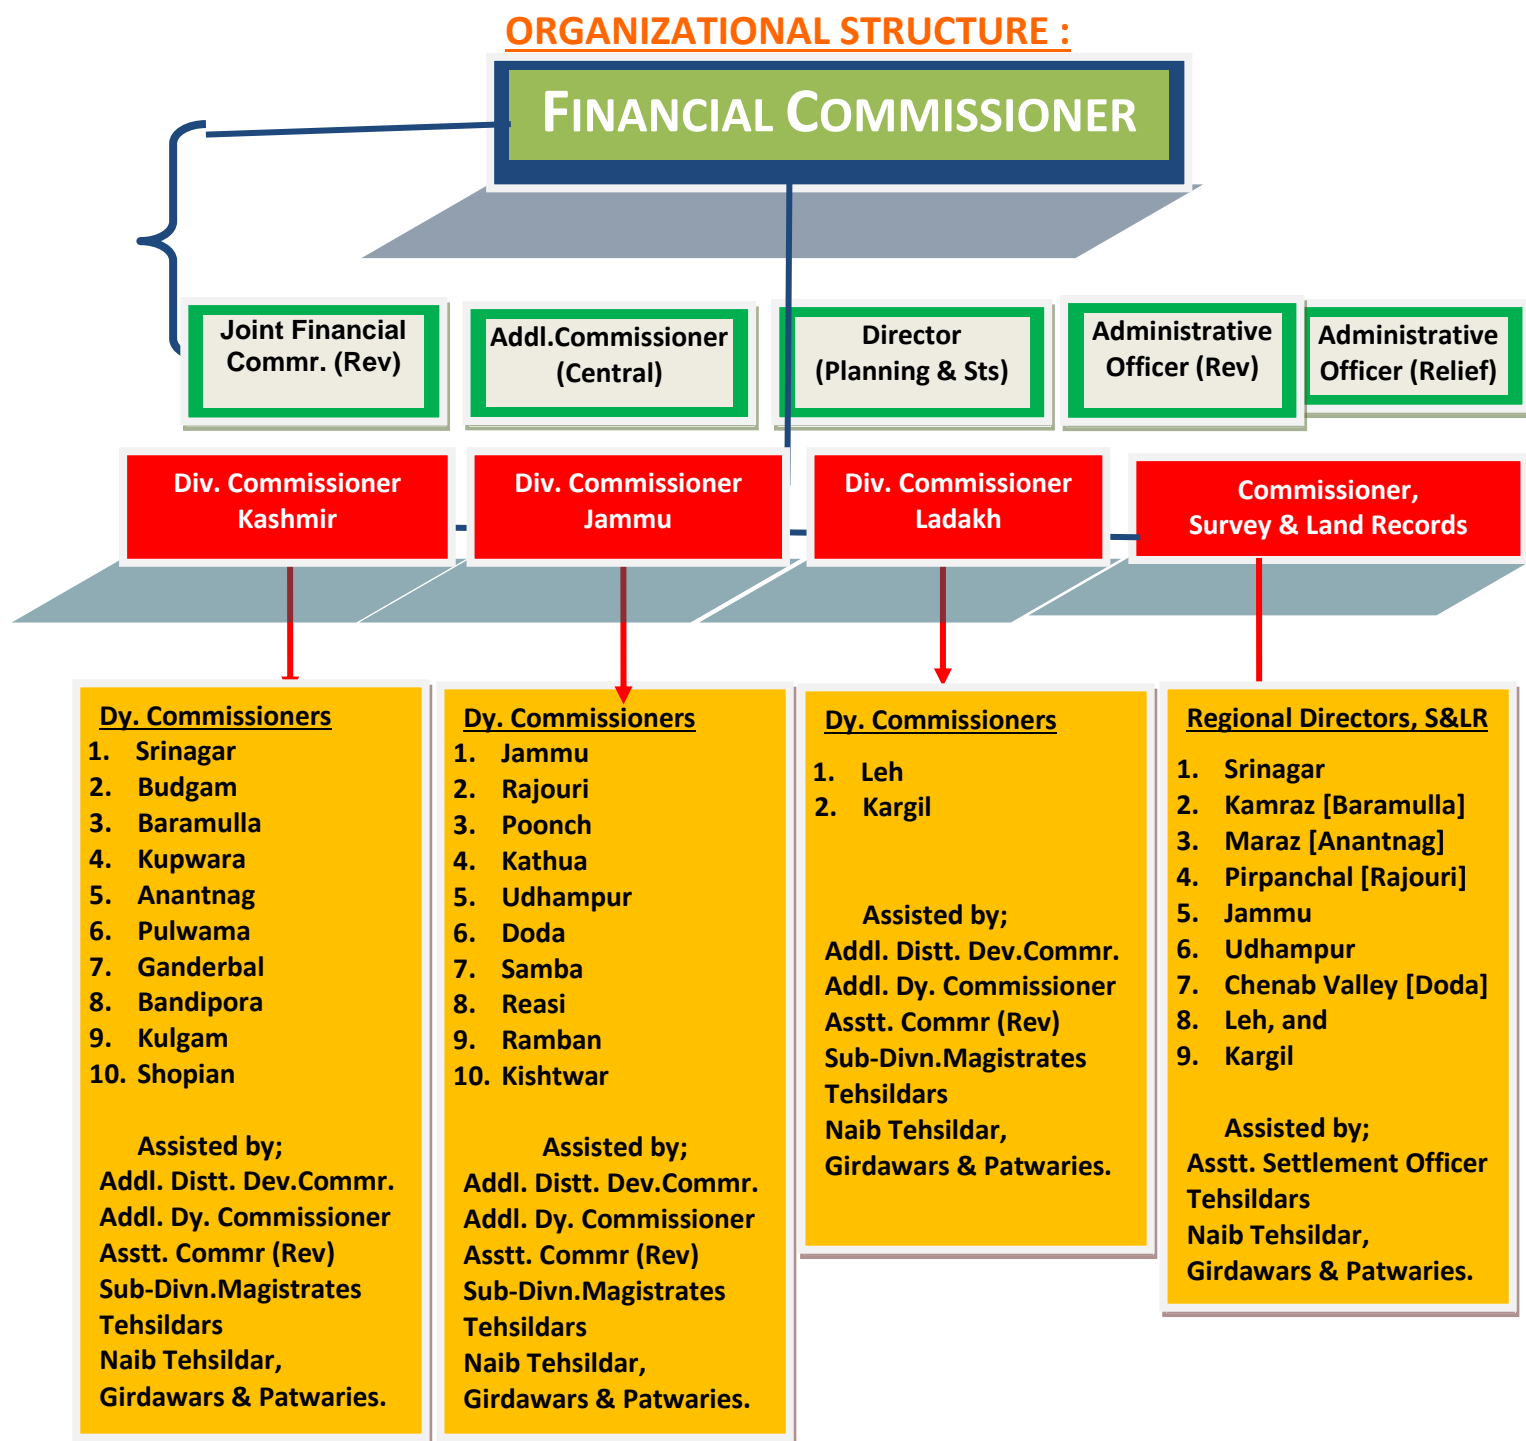 ORGANIZATIONAL STRUCTURE :
FINANCIAL COMMISSIONER
Joint Financial
Commr. (Rev)
Addl.Commissioner
(Central)
Director
(Planning & Sts)
Administrative
Officer (Rev)
Administrative
Officer (Relief)
Div. Commissioner
Kashmir
Div. Commissioner
Jammu
Div. Commissioner
Ladakh
Commissioner,
Survey & Land Records
Dy. Commissioners
1. Srinagar
2. Budgam
3. Baramulla
4. Kupwara
5. Anantnag
6. Pulwama
7. Ganderbal
8. Bandipora
9. Kulgam
10. Shopian
Assisted by;
Addl. Distt. Dev.Commr.
Addl. Dy. Commissioner
Asstt. Commr (Rev)
Sub-Divn.Magistrates
Tehsildars
Naib Tehsildar,
Girdawars & Patwaries.
Dy. Commissioners
1. Jammu
2. Rajouri
3. Poonch
4. Kathua
5. Udhampur
6. Doda
7. Samba
8. Reasi
9. Ramban
10. Kishtwar
Assisted by;
Addl. Distt. Dev.Commr.
Addl. Dy. Commissioner
Asstt. Commr (Rev)
Sub-Divn.Magistrates
Tehsildars
Naib Tehsildar,
Girdawars & Patwaries.
Dy. Commissioners
1. Leh
2. Kargil
Assisted by;
Addl. Distt. Dev.Commr.
Addl. Dy. Commissioner
Asstt. Commr (Rev)
Sub-Divn.Magistrates
Tehsildars
Naib Tehsildar,
Girdawars & Patwaries.
Regional Directors, S&LR
1. Srinagar
2. Kamraz [Baramulla]
3. Maraz [Anantnag]
4. Pirpanchal [Rajouri]
5. Jammu
6. Udhampur
7. Chenab Valley [Doda]
8. Leh, and
9. Kargil
Assisted by;
Asstt. Settlement Officer
Tehsildars
Naib Tehsildar,
Girdawars & Patwaries.